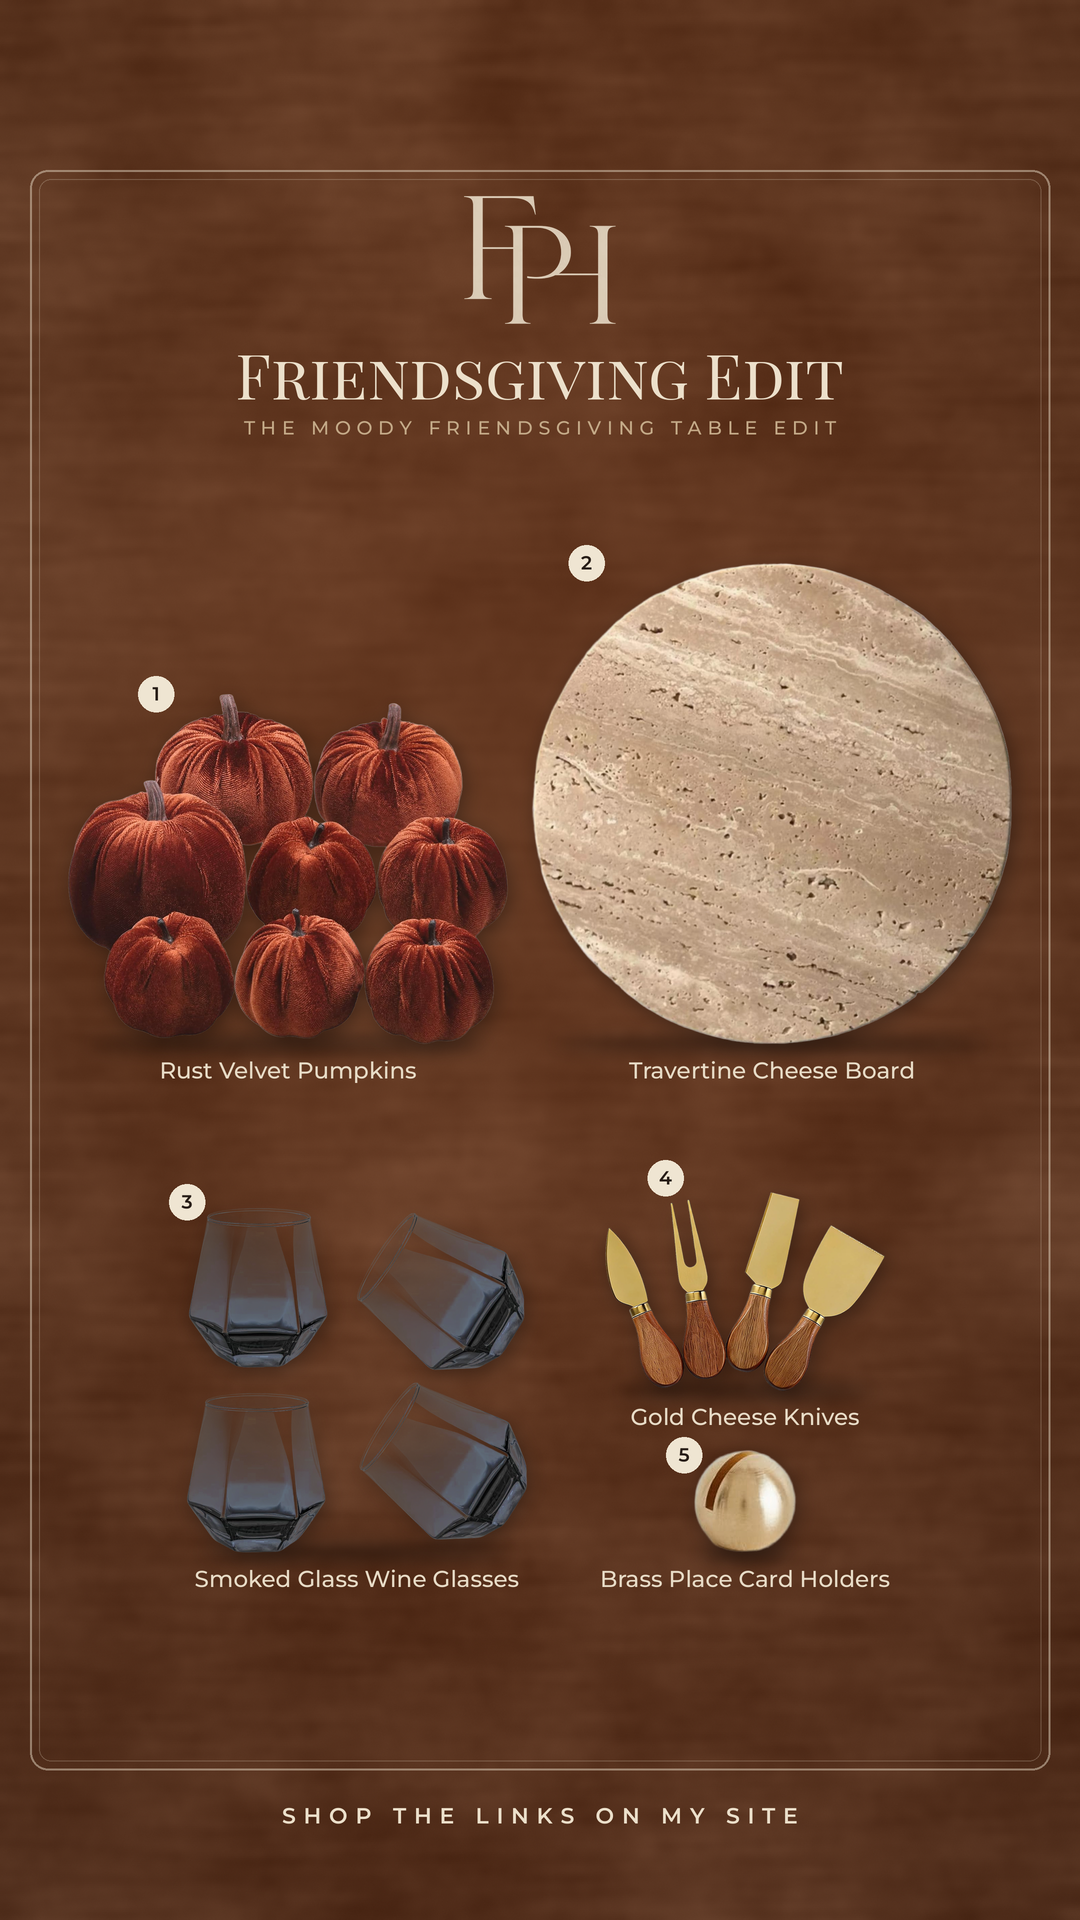 FPH
Friendsgiving Edit
THE MOODY FRIENDSGIVING TABLE EDIT
2
1
Rust Velvet Pumpkins
Travertine Cheese Board
3
4
Gold Cheese Knives
5
Smoked Glass Wine Glasses
Brass Place Card Holders
SHOP THE LINKS ON MY SITE